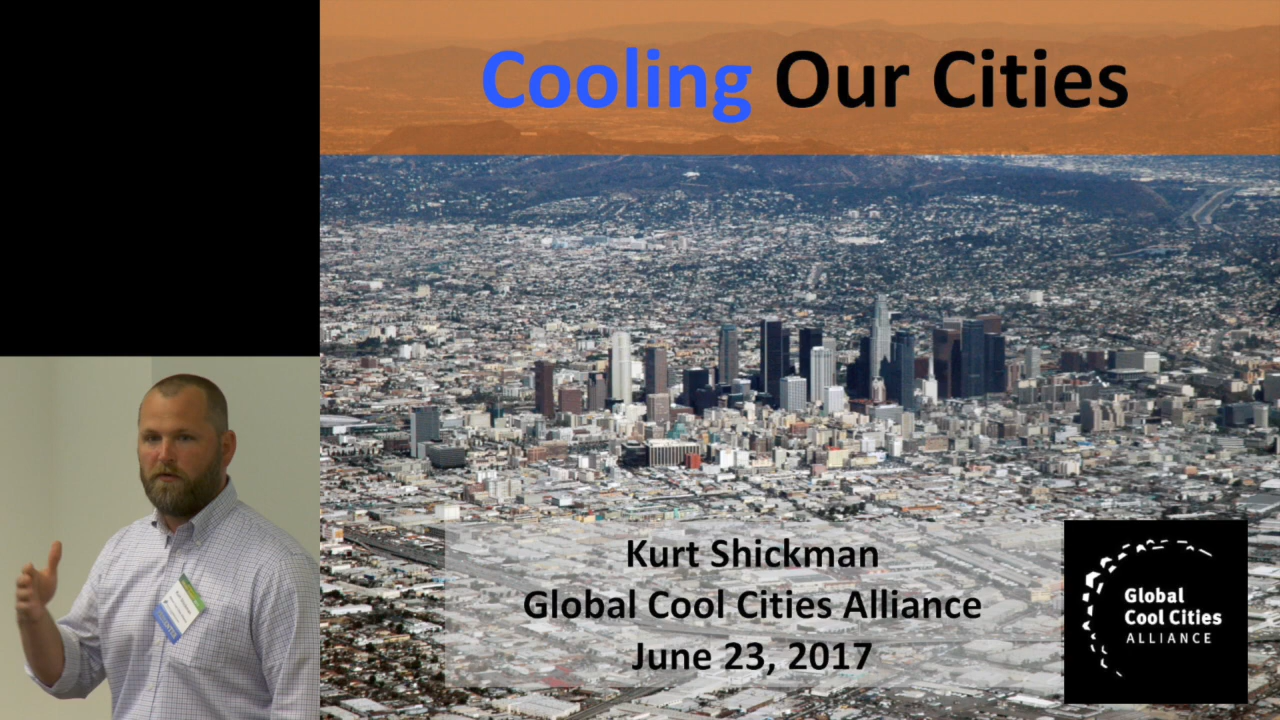 Cooling Our Cities
Kurt Shickman
Global Cool Cities Alliance
June 23, 2017
Global
Cool Cities
ALLIANCE